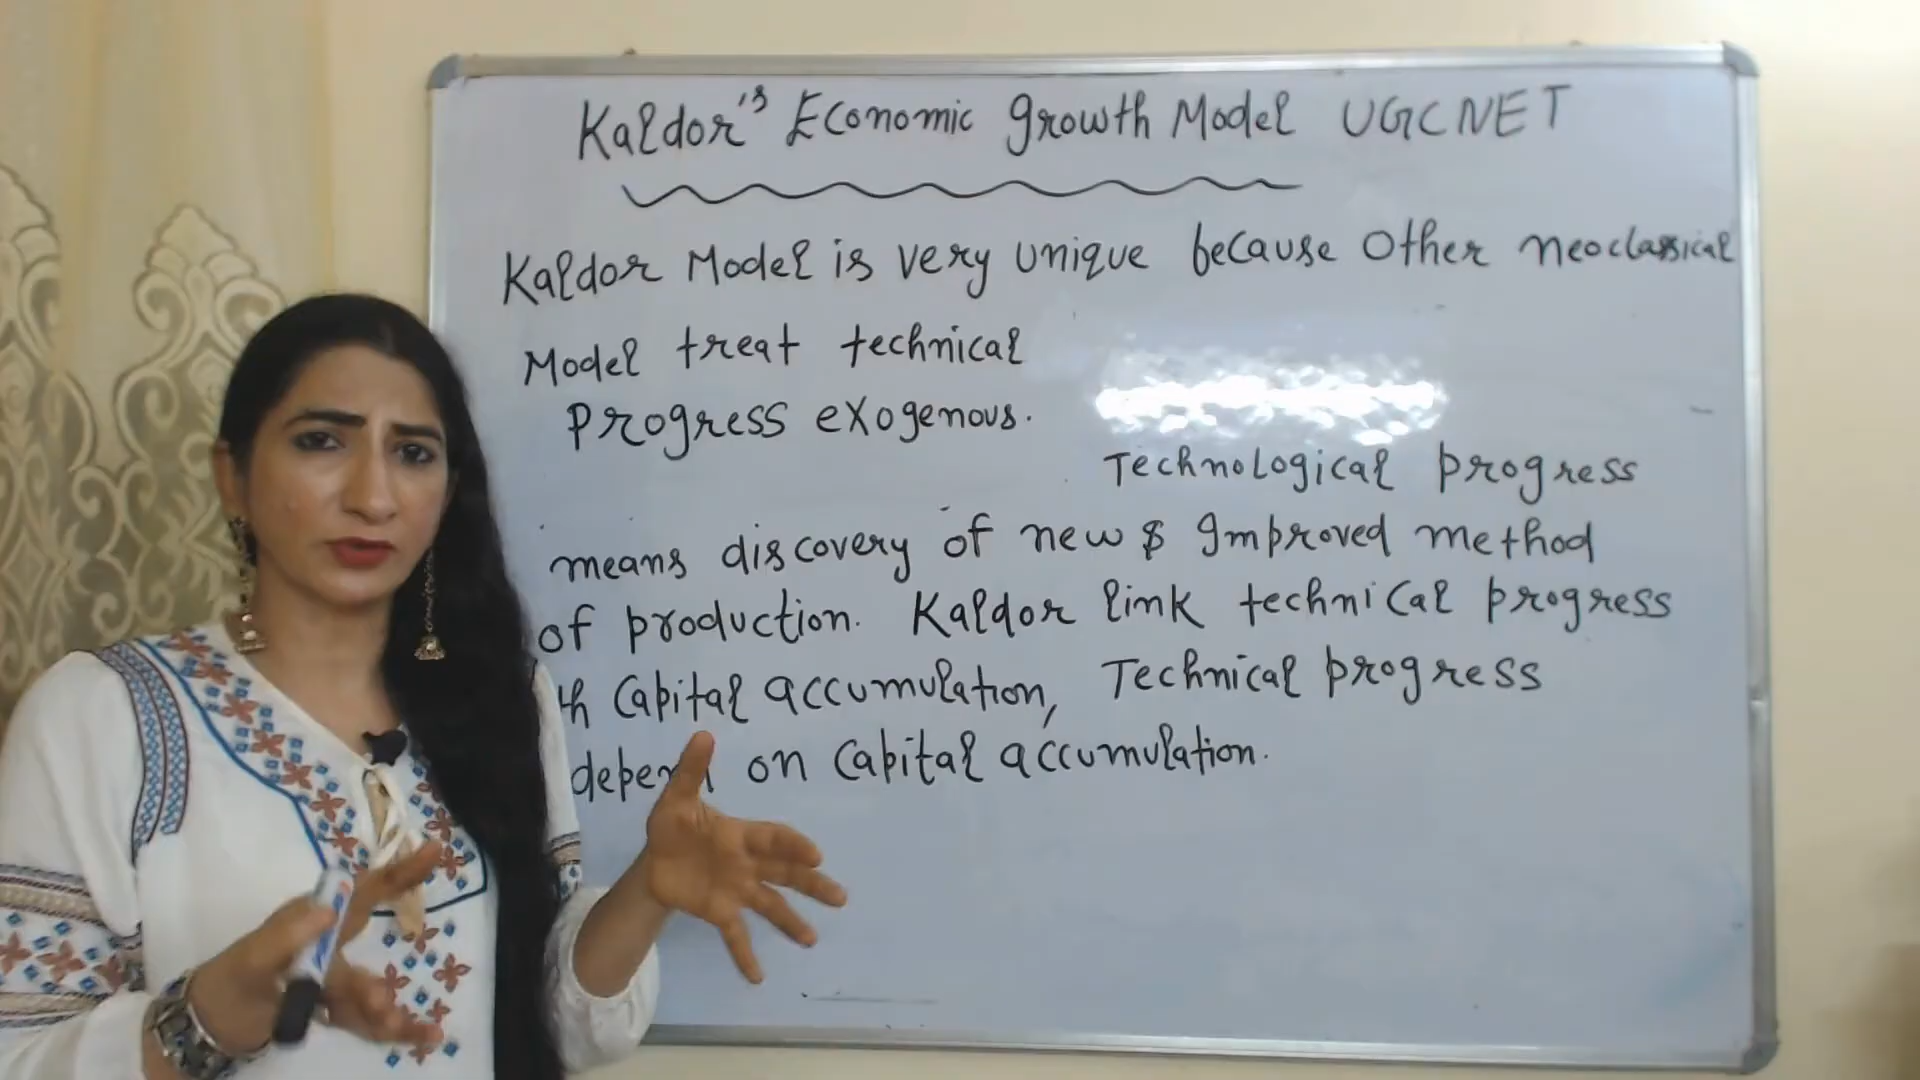 Kaldor's Economic growth Model UGCNET
Kaldor Model is very unique because Other neoclassical
Model treat technical
Progress exogenous.
Technological progress
means discovery of new & Improved method
of production. Kaldor link technical progress
Capital accumulation, Technical progress
on Capital accumulation.